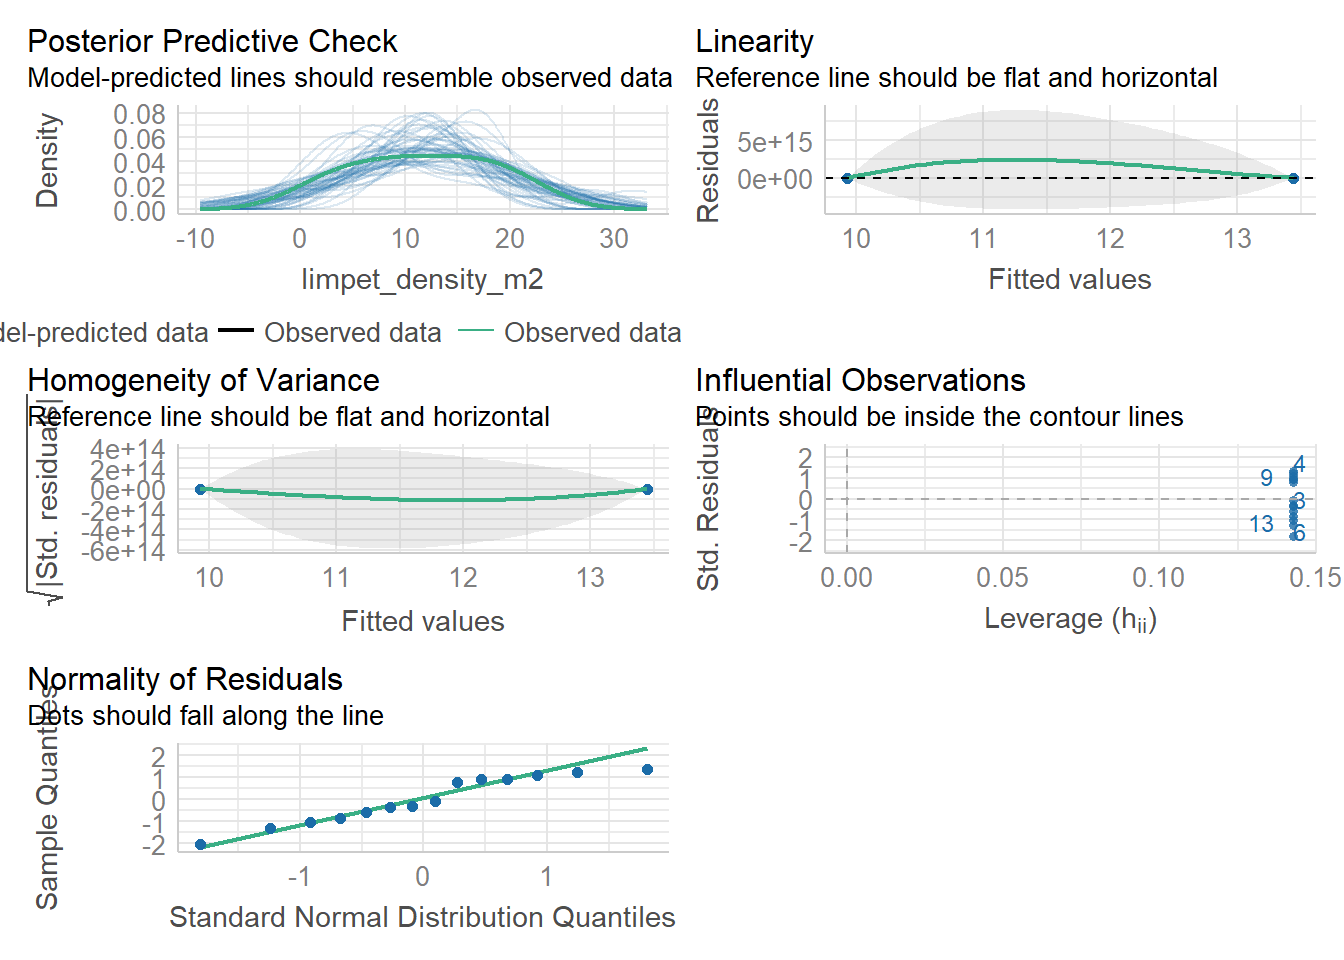 Posterior Predictive Check
Model-predicted lines should resemble observed data
Density
0.08
0.06
0.04
0.02
0.00
-10 0 10 20 30
limpet_density_m2
del-predicted data Observed data Observed data
Linearity
Reference line should be flat and horizontal
Residuals
5e+15
0e+00
10 11 12 13
Fitted values
Homogeneity of Variance
Reference line should be flat and horizontal
√|Std. residuals|
4e+14
2e+14
0e+00
-2e+14
-4e+14
-6e+14
10 11 12 13
Fitted values
Influential Observations
Points should be inside the contour lines
Std. Residuals
2
1
0
-1
-2
4
9
3
13
6
0.00 0.05 0.10 0.15
Leverage (hii)
Normality of Residuals
Dots should fall along the line
Sample Quantiles
2
1
0
-1
-2
-1 0 1
Standard Normal Distribution Quantiles